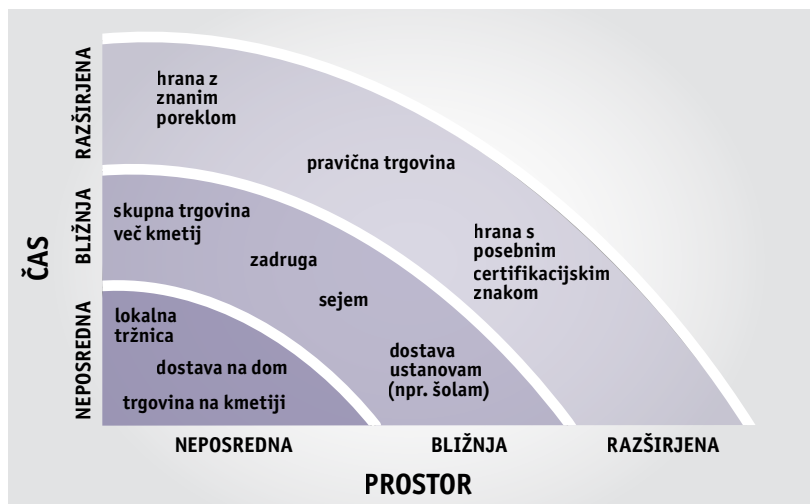 ČAS
RAZŠIRJENA
BLIŽNJA
NEPOSREDNA
hrana z
znanim
poreklom
pravična trgovina
hrana s
posebnim
certifikacijskim
znakom
skupna trgovina
več kmetij
zadruga
sejem
dostava
ustanovam
(npr. šolam)
lokalna
tržnica
dostava na dom
trgovina na kmetiji
NEPOSREDNA
BLIŽNJA
RAZŠIRJENA
PROSTOR